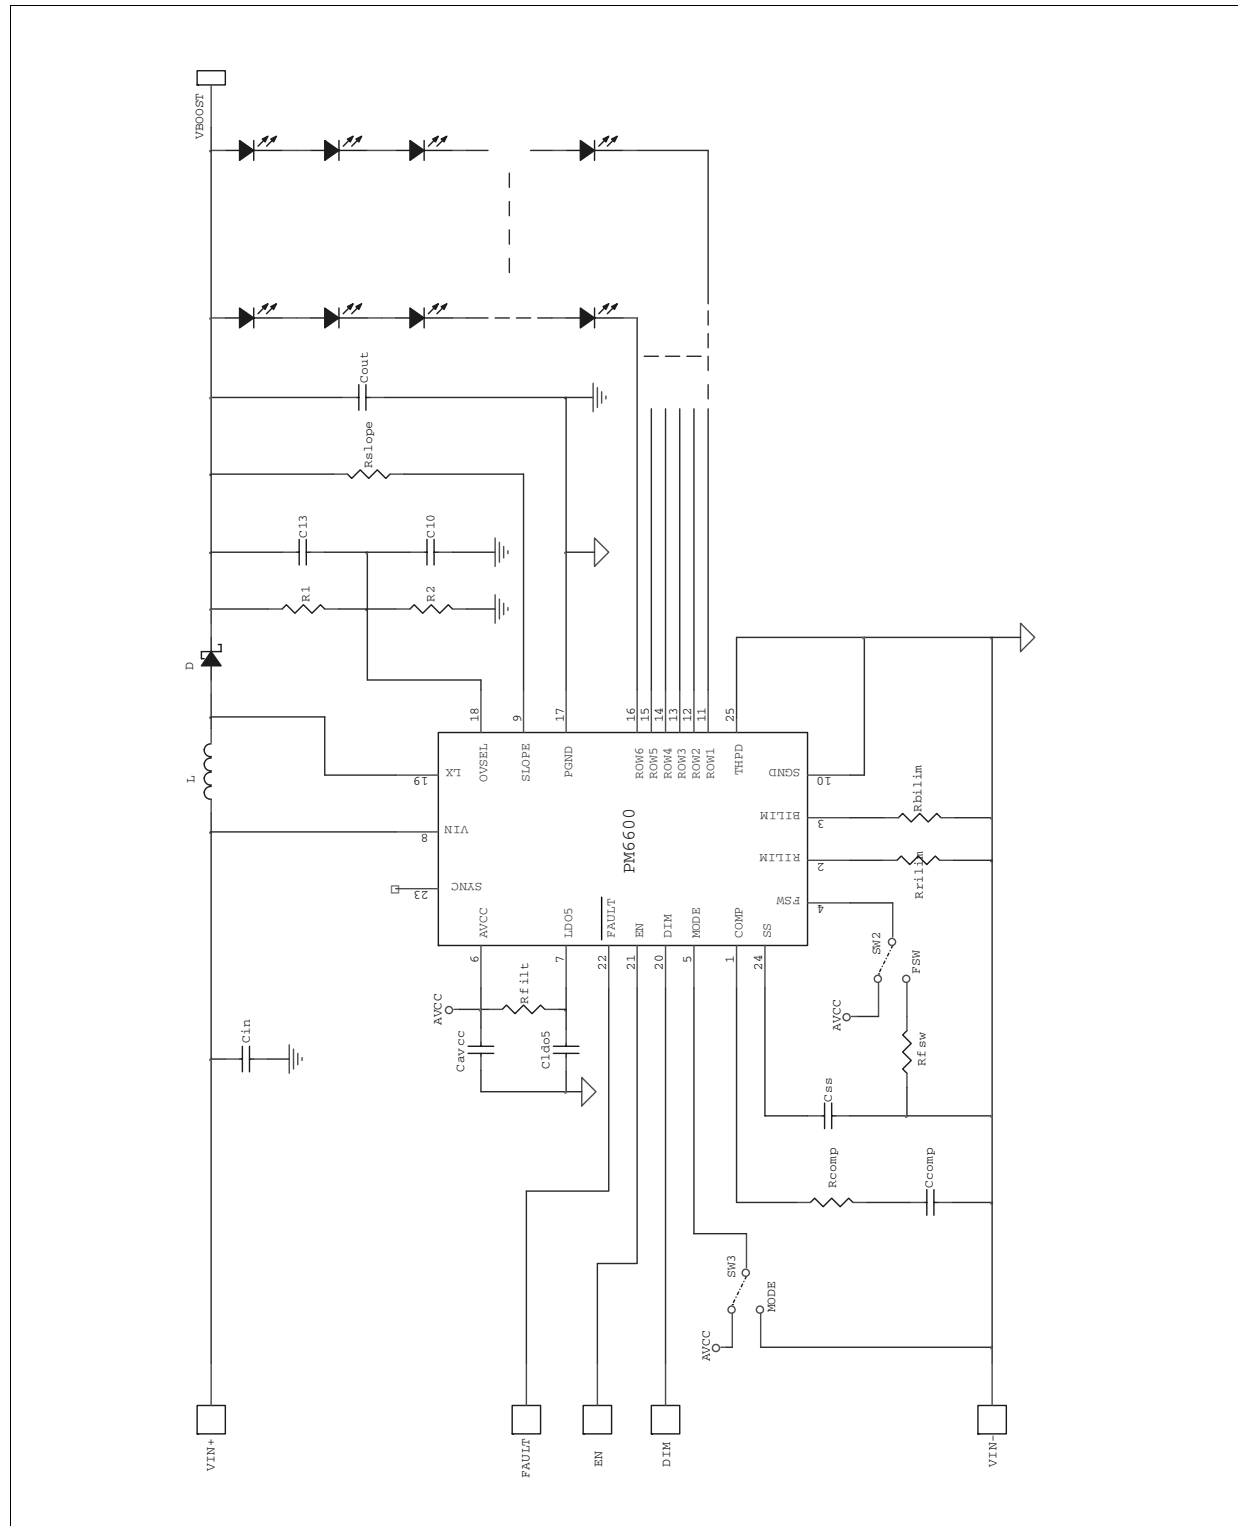 VBOOST
Cout
Rslope
C13
C10
R1
R2
D
L
18
9
17
16
15
14
13
12
11
25
OVSEL
SLOPE
PGND
ROW6
ROW5
ROW4
ROW3
ROW2
ROW1
THPD
19
LX
8
VIN
23
SYNC
PM6600
SGND
10
BILIM
3
RILIM
2
FSW
4
Rbilim
Rrilim
AVCC
LDO5
FAULT
EN
DIM
MODE
COMP
SS
6
7
22
21
20
5
1
24
AVCC
Rfilt
Cavcc
Cldo5
Cin
SW2
FSW
AVCC
Rfsw
Css
Rcomp
Ccomp
SW3
MODE
AVCC
VIN+
FAULT
EN
DIM
VIN-